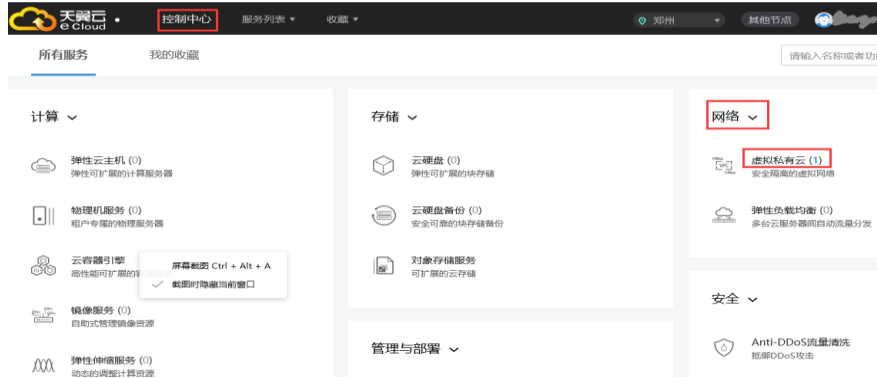 天翼云
e Cloud
控制中心
服务列表
收藏
郑州
其他节点
所有服务
我的收藏
请输入名称或者功
计算
弹性云主机 (0)
弹性可扩展的计算服务器
物理机服务 (0)
租户专属的物理服务器
云容器引擎
高性能可扩展的
屏幕截图 Ctrl + Alt + A
截图时隐藏当前窗口
镜像服务 (0)
自助式管理镜像资源
弹性伸缩服务 (0)
动态的调整计算资源
存储
云硬盘 (0)
弹性可扩展的块存储
云硬盘备份 (0)
安全可靠的块存储备份
对象存储服务
可扩展的云存储
管理与部署
网络
VPC
虚拟私有云 (1)
安全隔离的虚拟网络
弹性负载均衡 (0)
多台云服务器间自动流量分发
安全
Anti-DDoS流量清洗
抵御DDoS攻击